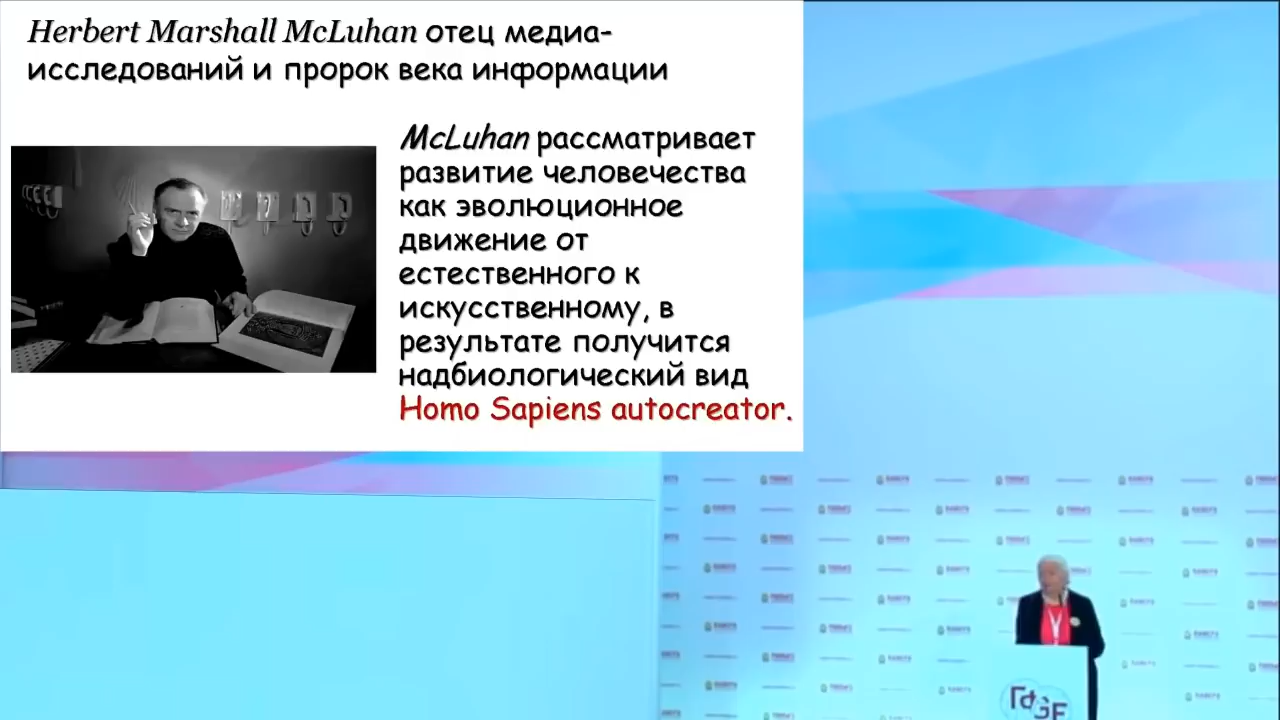 Herbert Marshall McLuhan отец медиа-
исследований и пророк века информации
McLuhan рассматривает
развитие человечества
как эволюционное
движение от
естественного к
искусственному, в
результате получится
надбиологический вид
Homo Sapiens autocreator.